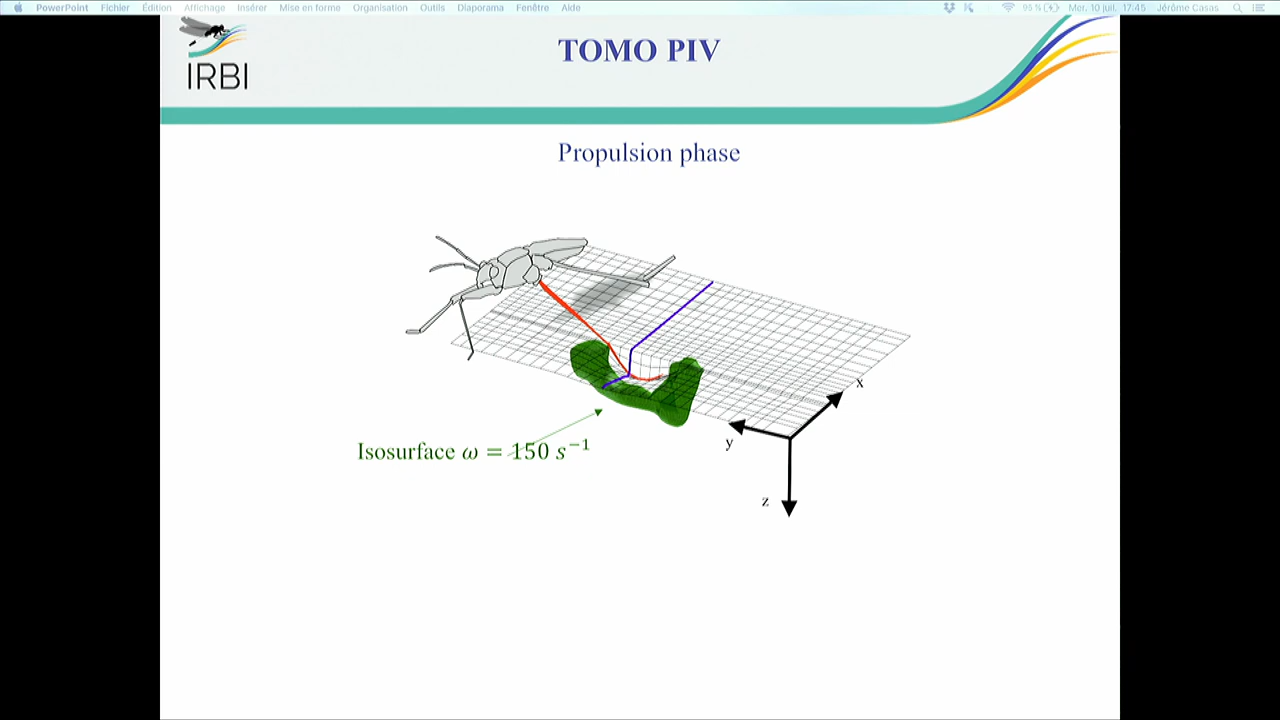 PowerPoint Fichier Édition Affichage Insérer Mise en forme Organisation Outils Diaporama Fenêtre Aide 95 % Mer. 10 juil. 17:45 Jérôme Casas
IRBI
TOMO PIV
Propulsion phase
x
y
Isosurface ω = 150 s⁻¹
z